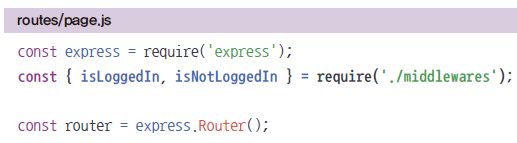 routes/page.js
const express = require('express');
const { isLoggedIn, isNotLoggedIn } = require('./middlewares');
const router = express.Router();